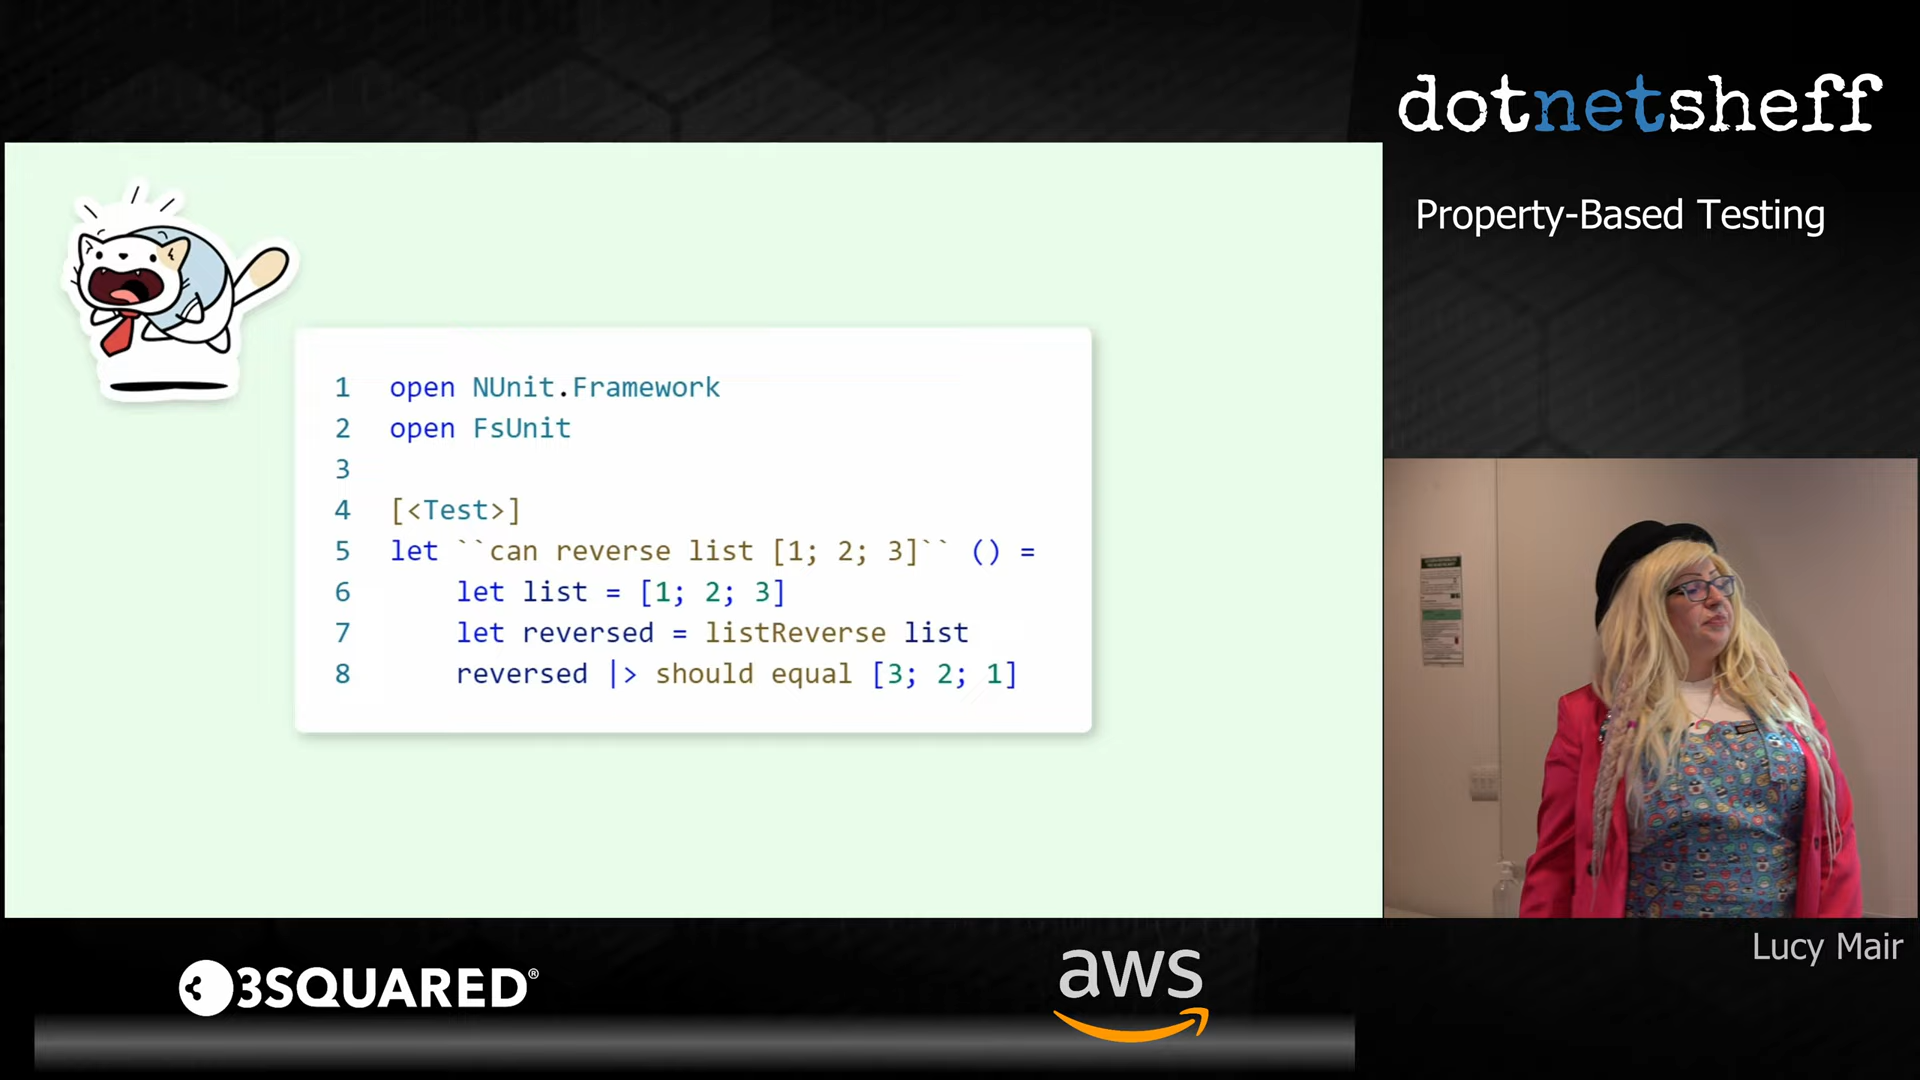 dotnetsheff
Property-Based Testing
1 open NUnit.Framework
2 open FsUnit
3
4 [<Test>]
5 let ``can reverse list [1; 2; 3]`` () =
6 let list = [1; 2; 3]
7 let reversed = listReverse list
8 reversed |> should equal [3; 2; 1]
Lucy Mair
3SQUARED®
aws